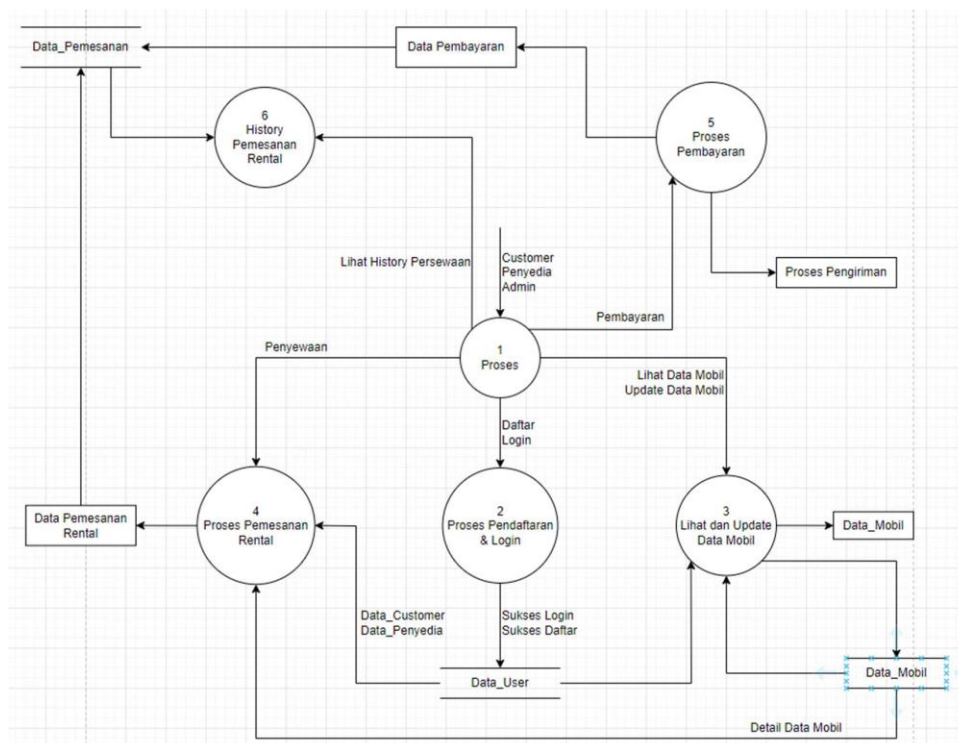 Data_Pemesanan
Data Pembayaran
6
History
Pemesanan
Rental
5
Proses
Pembayaran
Lihat History Persewaan
Customer
Penyedia
Admin
Proses Pengiriman
Pembayaran
Penyewaan
1
Proses
Lihat Data Mobil
Update Data Mobil
Daftar
Login
Data Pemesanan
Rental
4
Proses Pemesanan
Rental
2
Proses Pendaftaran
& Login
3
Lihat dan Update
Data Mobil
Data_Mobil
Data_Customer
Data_Penyedia
Sukses Login
Sukses Daftar
Data_User
Data_Mobil
Detail Data Mobil